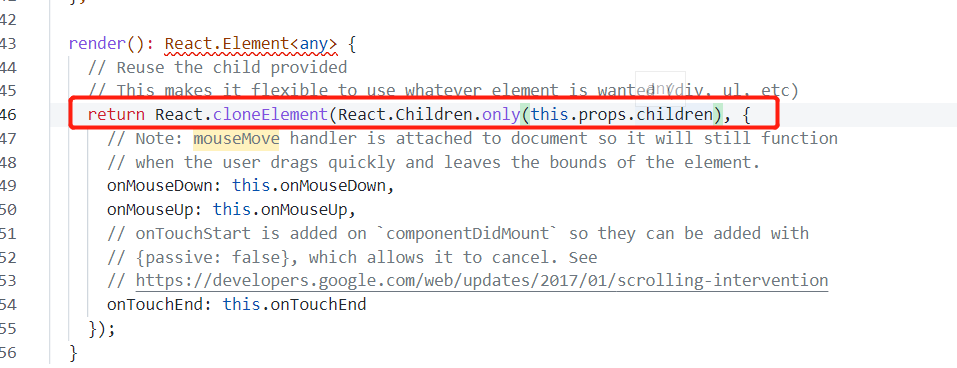 42
43 render(): React.Element<any> {
44 // Reuse the child provided
45 // This makes it flexible to use whatever element is wanted (div, ul, etc)
46 return React.cloneElement(React.Children.only(this.props.children), {
47 // Note: mouseMove handler is attached to document so it will still function
48 // when the user drags quickly and leaves the bounds of the element.
49 onMouseDown: this.onMouseDown,
50 onMouseUp: this.onMouseUp,
51 // onTouchStart is added on `componentDidMount` so they can be added with
52 // {passive: false}, which allows it to cancel. See
53 // https://developers.google.com/web/updates/2017/01/scrolling-intervention
54 onTouchEnd: this.onTouchEnd
55 });
56 }